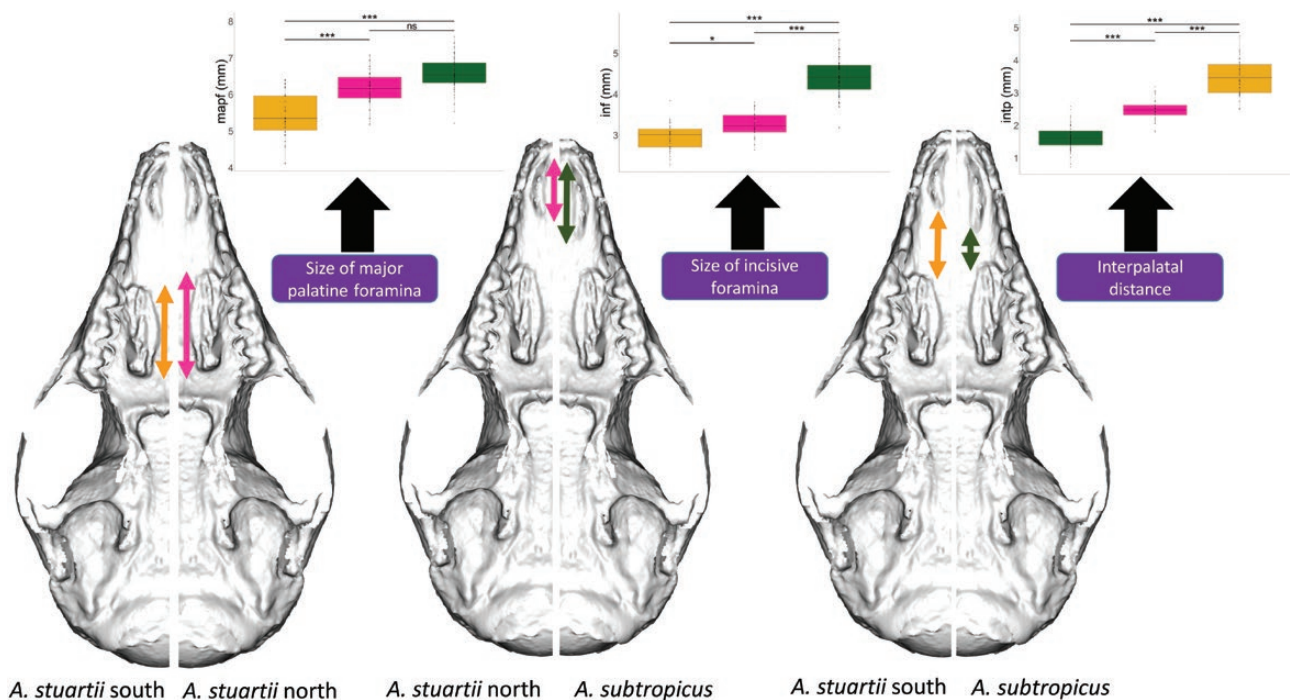 8
7
6
5
4
mapf (mm)
***
***
ns
5
4
3
inf (mm)
***
*
***
5
4
3
2
1
intp (mm)
***
***
***
Size of major
palatine foramina
Size of incisive
foramina
Interpalatal
distance
A. stuartii south
A. stuartii north
A. stuartii north
A. subtropicus
A. stuartii south
A. subtropicus